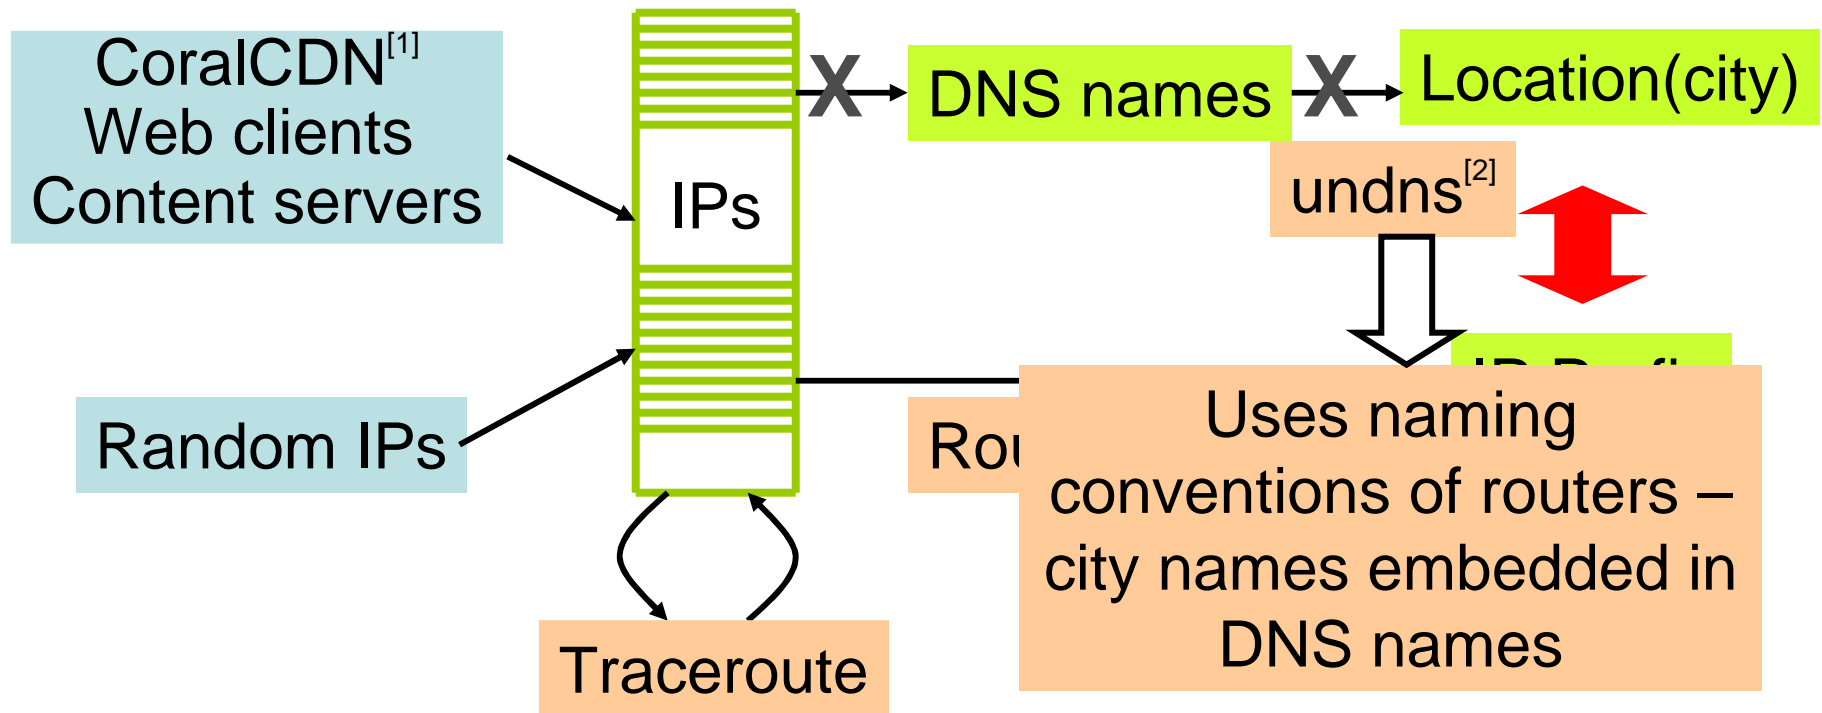 CoralCDN[1]
Web clients
Content servers
IPs
X
DNS names
X
Location(city)
undns[2]
Random IPs
Uses naming
conventions of routers –
city names embedded in
DNS names
Traceroute